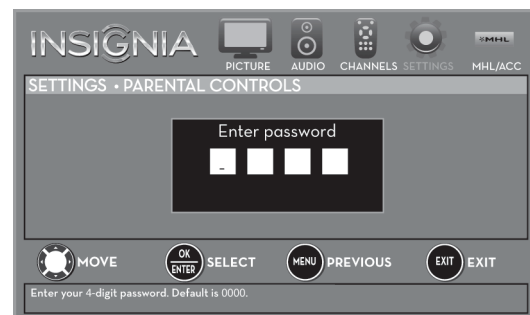 INSIGNIA
PICTURE AUDIO CHANNELS SETTINGS MHL/ACC
MHL
SETTINGS • PARENTAL CONTROLS
Enter password
_
MOVE OK/ENTER SELECT MENU PREVIOUS EXIT EXIT
Enter your 4-digit password. Default is 0000.